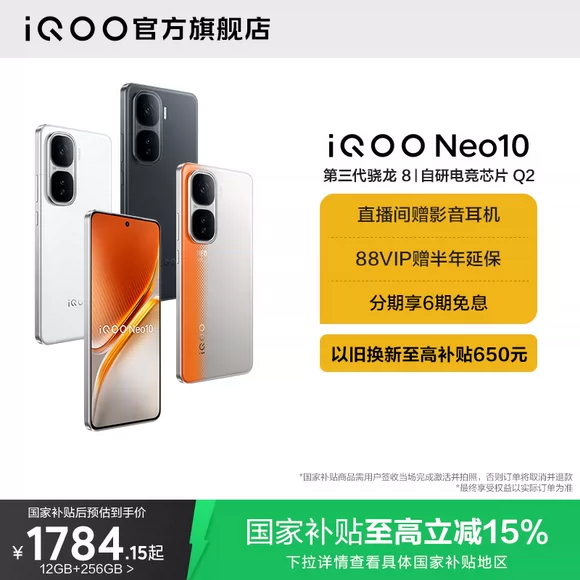 iQOO官方旗舰店
iQOO Neo10
第三代骁龙 8|自研电竞芯片 Q2
直播间赠影音耳机
88VIP赠半年延保
分期享6期免息
以旧换新至高补贴650元
iQOO
iQOO
iQOO Neo10
*国家补贴商品需用户签收当场完成激活并拍照，否则订单将取消并退款
*最终享受权益以实际订单为准
国家补贴后预估到手价
￥1784.15起
12GB+256GB >
国家补贴至高立减15%
下拉详情查看具体国家补贴地区